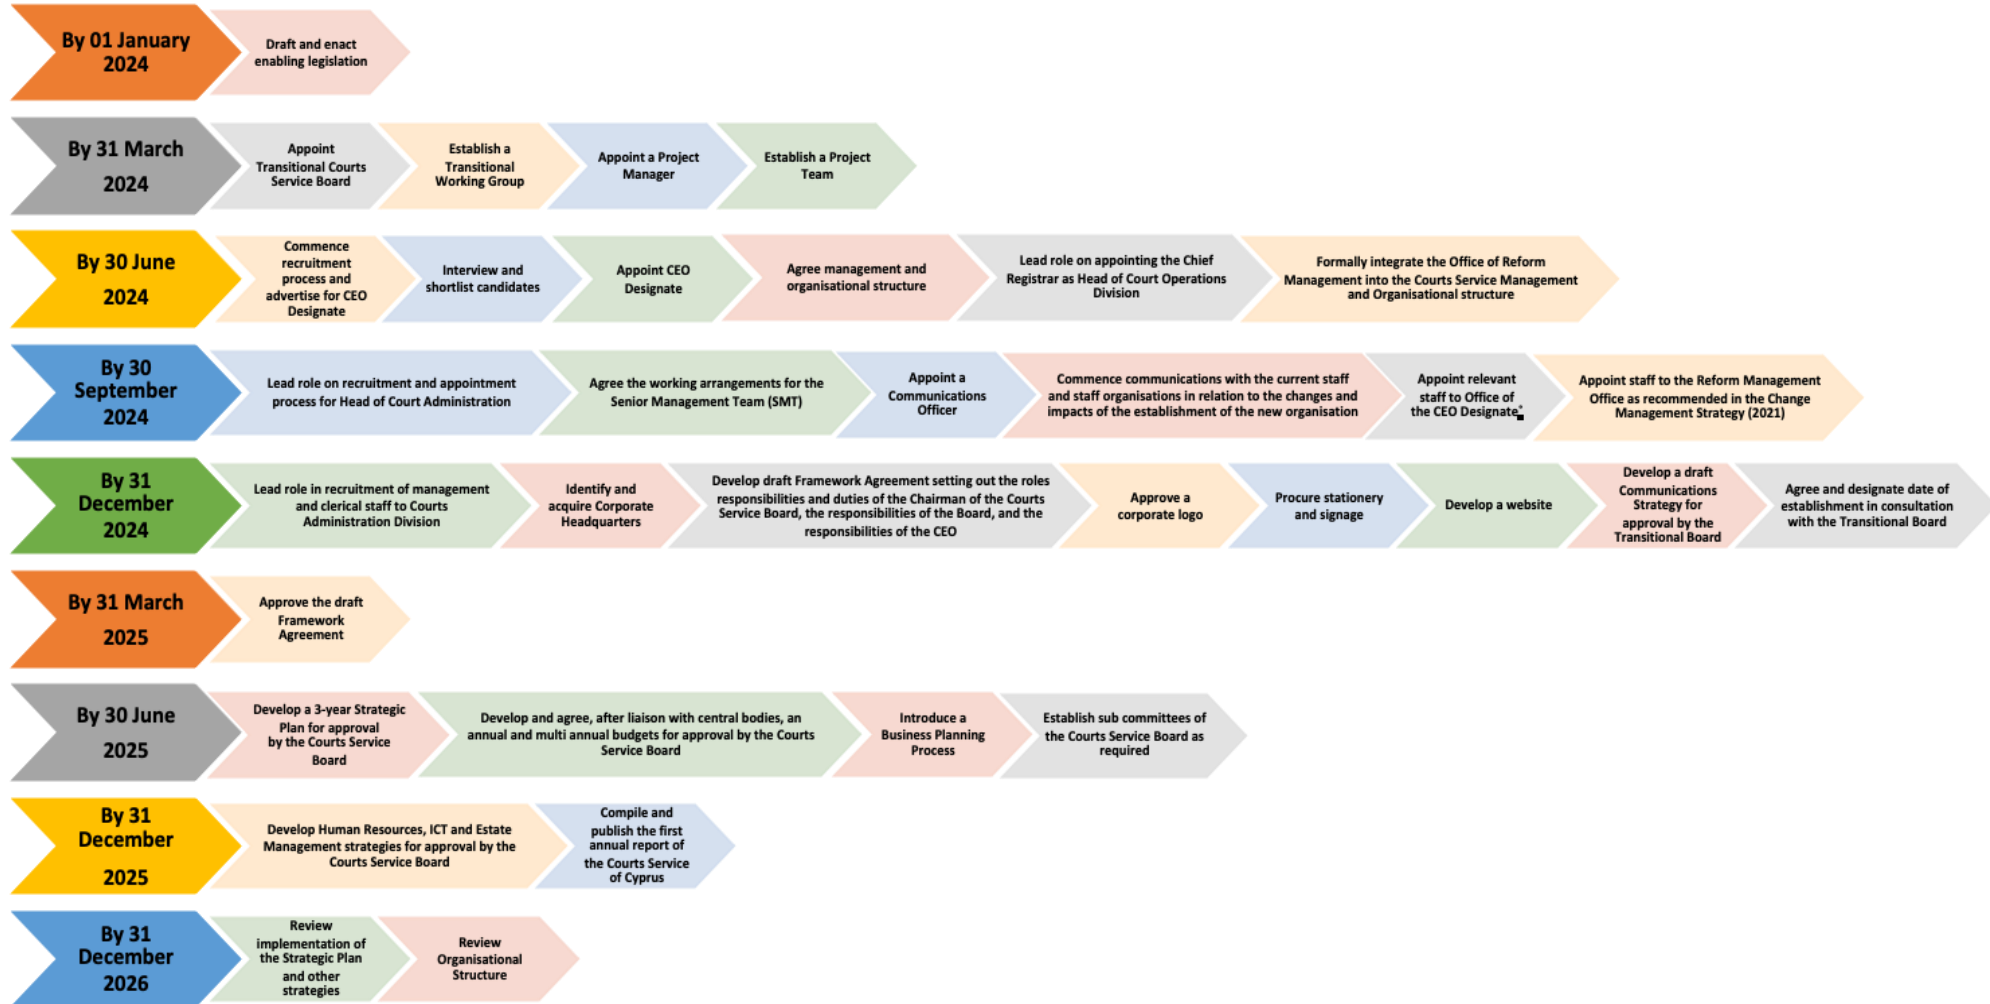 By 01 January
2024
Draft and enact
enabling legislation
By 31 March
2024
Appoint
Transitional Courts
Service Board
Establish a
Transitional
Working Group
Appoint a Project
Manager
Establish a Project
Team
By 30 June
2024
Commence
recruitment
process and
advertise for CEO
Designate
Interview and
shortlist candidates
Appoint CEO
Designate
Agree management and
organisational structure
Lead role on appointing the Chief
Registrar as Head of Court Operations
Division
Formally integrate the Office of Reform
Management into the Courts Service Management
and Organisational structure
By 30
September
2024
Lead role on recruitment and appointment
process for Head of Court Administration
Agree the working arrangements for the
Senior Management Team (SMT)
Appoint a
Communications
Officer
Commence communications with the current staff
and staff organisations in relation to the changes and
impacts of the establishment of the new organisation
Appoint relevant
staff to Office of
the CEO Designate
Appoint staff to the Reform Management
Office as recommended in the Change
Management Strategy (2021)
By 31
December
2024
Lead role in recruitment of management
and clerical staff to Courts
Administration Division
Identify and
acquire Corporate
Headquarters
Develop draft Framework Agreement setting out the roles
responsibilities and duties of the Chairman of the Courts
Service Board, the responsibilities of the Board, and the
responsibilities of the CEO
Approve a
corporate logo
Procure stationery
and signage
Develop a website
Develop a draft
Communications
Strategy for
approval by the
Transitional Board
Agree and designate date of
establishment in consultation
with the Transitional Board
By 31 March
2025
Approve the draft
Framework
Agreement
By 30 June
2025
Develop a 3-year Strategic
Plan for approval
by the Courts Service
Board
Develop and agree, after liaison with central bodies, an
annual and multi annual budgets for approval by the Courts
Service Board
Introduce a
Business Planning
Process
Establish sub committees of
the Courts Service Board as
required
By 31
December
2025
Develop Human Resources, ICT and Estate
Management strategies for approval by the
Courts Service Board
Compile and
publish the first
annual report of
the Courts Service
of Cyprus
By 31
December
2026
Review
implementation of
the Strategic Plan
and other
strategies
Review
Organisational
Structure